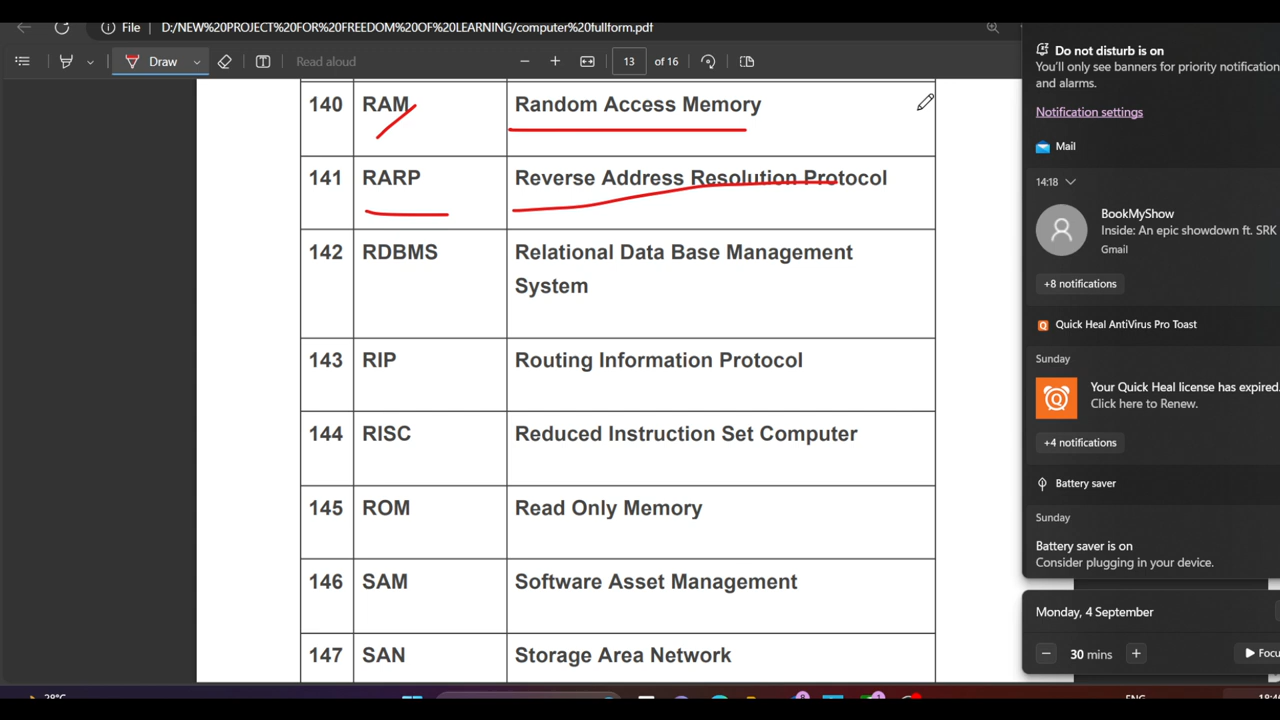 File
D:/NEW%20PROJECT%20FOR%20FREEDOM%20OF%20LEARNING/computer%20fullform.pdf
Draw
Read aloud
13 of 16
140 RAM Random Access Memory
141 RARP Reverse Address Resolution Protocol
142 RDBMS Relational Data Base Management
System
143 RIP Routing Information Protocol
144 RISC Reduced Instruction Set Computer
145 ROM Read Only Memory
146 SAM Software Asset Management
147 SAN Storage Area Network
Do not disturb is on
You'll only see banners for priority notification
and alarms.
Notification settings
Mail
14:18
BookMyShow
Inside: An epic showdown ft. SRK
Gmail
+8 notifications
Quick Heal AntiVirus Pro Toast
Sunday
Your Quick Heal license has expired.
Click here to Renew.
+4 notifications
Battery saver
Sunday
Battery saver is on
Consider plugging in your device.
Monday, 4 September
30 mins
Focu
28°C
ENG